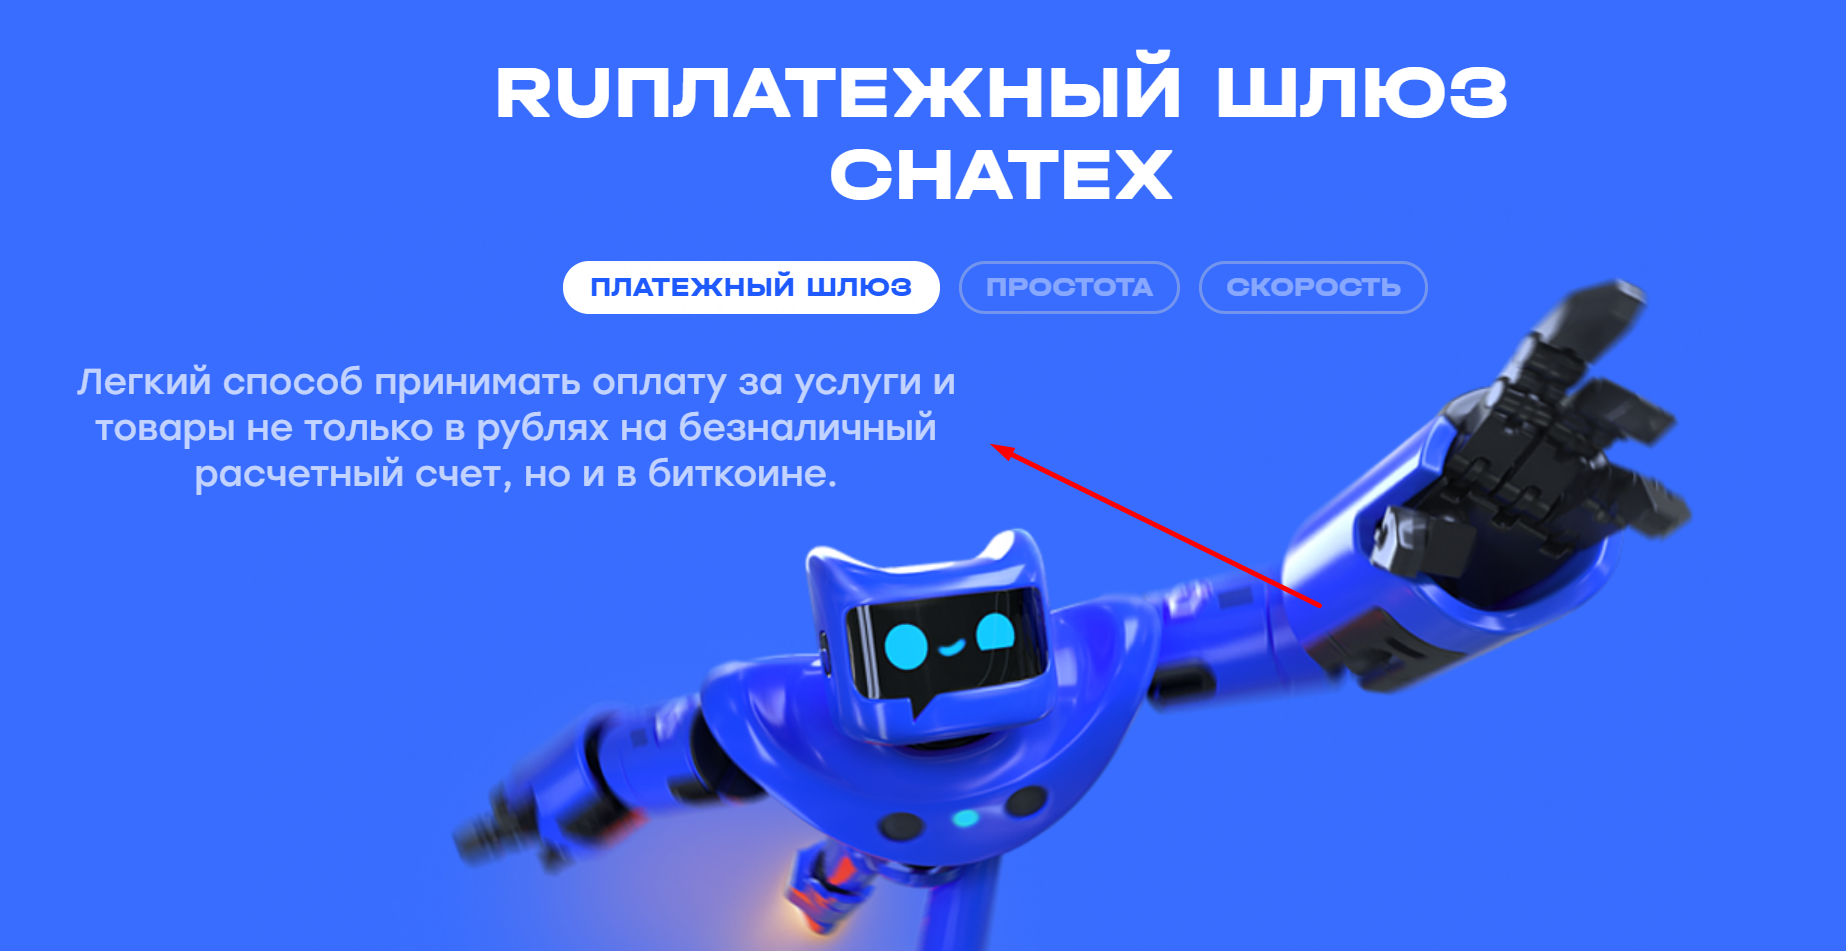 RUПЛАТЕЖНЫЙ ШЛЮЗ
CHATEX
ПЛАТЕЖНЫЙ ШЛЮЗ ПРОСТОТА СКОРОСТЬ
Легкий способ принимать оплату за услуги и
товары не только в рублях на безналичный
расчетный счет, но и в биткоине.